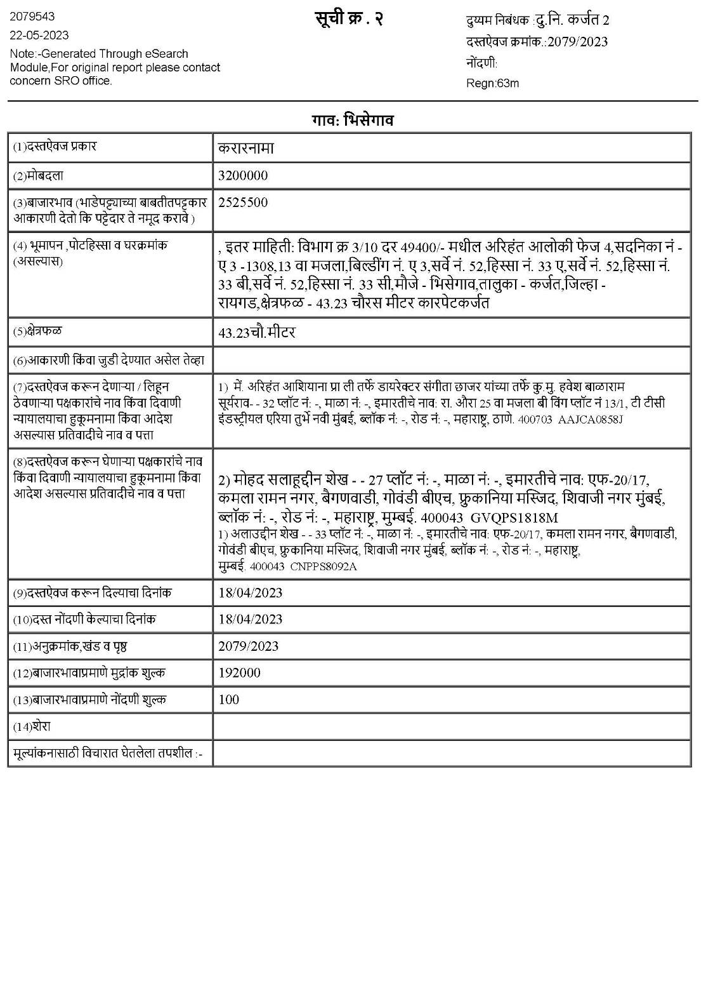 2079543
22-05-2023
Note:-Generated Through eSearch
Module,For original report please contact
concern SRO office.
सूची क्र . २
दुय्यम निबंधक :दु.नि. कर्जत 2
दस्तऐवज क्रमांक.:2079/2023
नोंदणी:
Regn:63m
गाव: भिसेगाव
(1)दस्तऐवज प्रकार
करारनामा
(2)मोबदला
3200000
(3)बाजारभाव (भाडेपट्ट्याच्या बाबतीतपट्टकार
आकारणी देतो कि पट्टेदार ते नमूद करावे )
2525500
(4) भूमापन ,पोटहिस्सा व घरक्रमांक
(असल्यास)
, इतर माहिती: विभाग क्र 3/10 दर 49400/- मधील अरिहंत आलोकी फेज 4,सदनिका नं -
ए 3 -1308,13 वा मजला,बिल्डींग नं. ए 3,सर्वे नं. 52,हिस्सा नं. 33 ए,सर्वे नं. 52,हिस्सा नं.
33 बी,सर्वे नं. 52,हिस्सा नं. 33 सी,मौजे - भिसेगाव,तालुका - कर्जत,जिल्हा -
रायगड,क्षेत्रफळ - 43.23 चौरस मीटर कारपेटकर्जत
(5)क्षेत्रफळ
43.23चौ.मीटर
(6)आकारणी किंवा जुडी देण्यात असेल तेव्हा
(7)दस्तऐवज करून देणाऱ्या / लिहून
ठेवणाऱ्या पक्षकारांचे नाव किंवा दिवाणी
न्यायालयाचा हुकूमनामा किंवा आदेश
असल्यास प्रतिवादीचे नाव व पत्ता
1) में. अरिहंत आशियाना प्रा ली तर्फे डायरेक्टर संगीता छाजर यांच्या तर्फे कु.मु. हवेश बाळाराम
सूर्यराव- - 32 प्लॉट नं: -, माळा नं: -, इमारतीचे नाव: रा. औरा 25 वा मजला बी विंग प्लॉट नं 13/1, टी टीसी
इंडस्ट्रीयल एरिया तुर्भे नवी मुंबई, ब्लॉक नं: -, रोड नं: -, महाराष्ट्र, ठाणे. 400703 AAJCA0858J
(8)दस्तऐवज करून घेणाऱ्या पक्षकारांचे नाव
किंवा दिवाणी न्यायालयाचा हुकूमनामा किंवा
आदेश असल्यास प्रतिवादीचे नाव व पत्ता
2) मोहद सलाहूद्दीन शेख - - 27 प्लॉट नं: -, माळा नं: -, इमारतीचे नाव: एफ-20/17,
कमला रामन नगर, बैगणवाडी, गोवंडी बीएच, फ्रुकानिया मस्जिद, शिवाजी नगर मुंबई,
ब्लॉक नं: -, रोड नं: -, महाराष्ट्र, मुम्बई. 400043 GVQPS1818M
1) अलाउद्दीन शेख - - 33 प्लॉट नं: -, माळा नं: -, इमारतीचे नाव: एफ-20/17, कमला रामन नगर, बैगणवाडी,
गोवंडी बीएच, फ्रुकानिया मस्जिद, शिवाजी नगर मुंबई, ब्लॉक नं: -, रोड नं: -, महाराष्ट्र,
मुम्बई. 400043 CNPPS8092A
(9)दस्तऐवज करून दिल्याचा दिनांक
18/04/2023
(10)दस्त नोंदणी केल्याचा दिनांक
18/04/2023
(11)अनुक्रमांक,खंड व पृष्ठ
2079/2023
(12)बाजारभावाप्रमाणे मुद्रांक शुल्क
192000
(13)बाजारभावाप्रमाणे नोंदणी शुल्क
100
(14)शेरा
मूल्यांकनासाठी विचारात घेतलेला तपशील :-